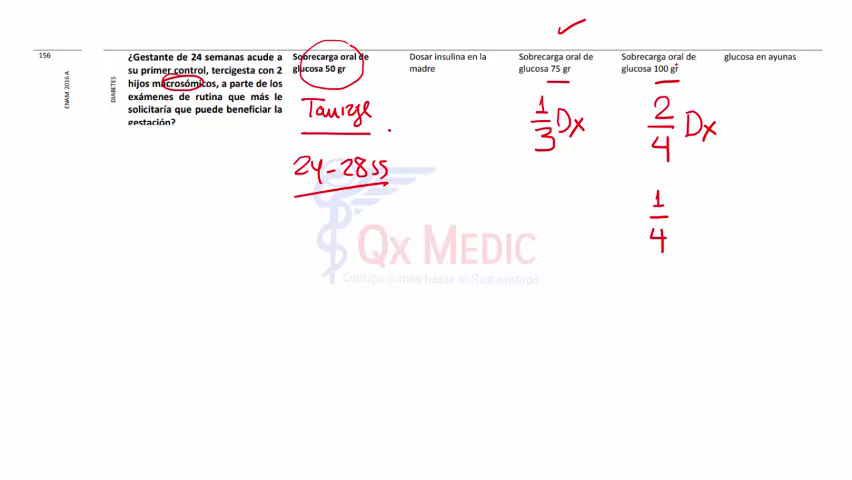 156
ENAM 2016 A
DIABETES
¿Gestante de 24 semanas acude a
su primer control, tercigesta con 2
hijos macrosómicos, a parte de los
exámenes de rutina que más le
solicitaría que puede beneficiar la
gestación?
Sobrecarga oral de
glucosa 50 gr
Dosar insulina en la
madre
Sobrecarga oral de
glucosa 75 gr
Sobrecarga oral de
glucosa 100 gr
glucosa en ayunas
24-28ss
1/3 Dx
2/4 Dx
1/4
QX MEDIC
Contigo, juntos hasta el Residentado